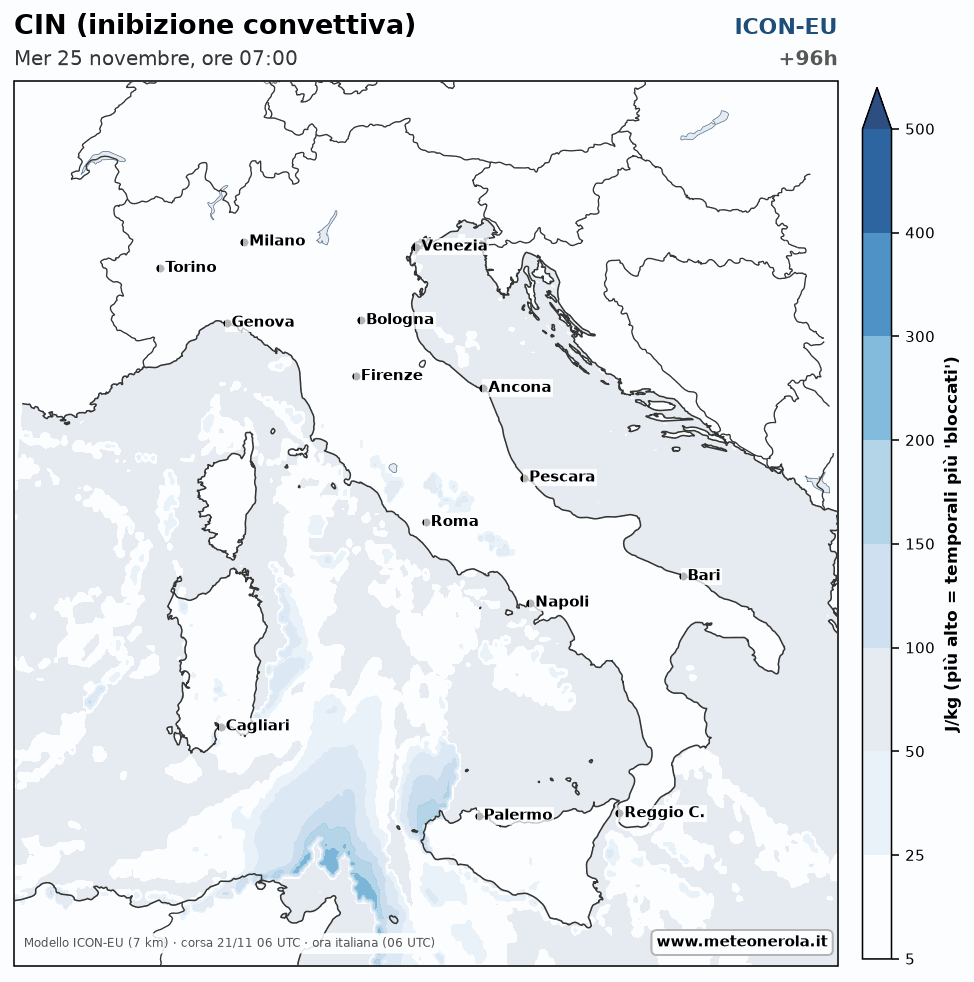 CIN (inibizione convettiva)
ICON-EU
Mer 25 novembre, ore 07:00
+96h
Milano
Venezia
Torino
Genova
Bologna
Firenze
Ancona
Pescara
Roma
Bari
Napoli
Cagliari
Palermo
Reggio C.
500
400
300
200
150
100
50
25
5
J/kg (più alto = temporali più 'bloccati')
Modello ICON-EU (7 km) · corsa 21/11 06 UTC · ora italiana (06 UTC)
www.meteonerola.it